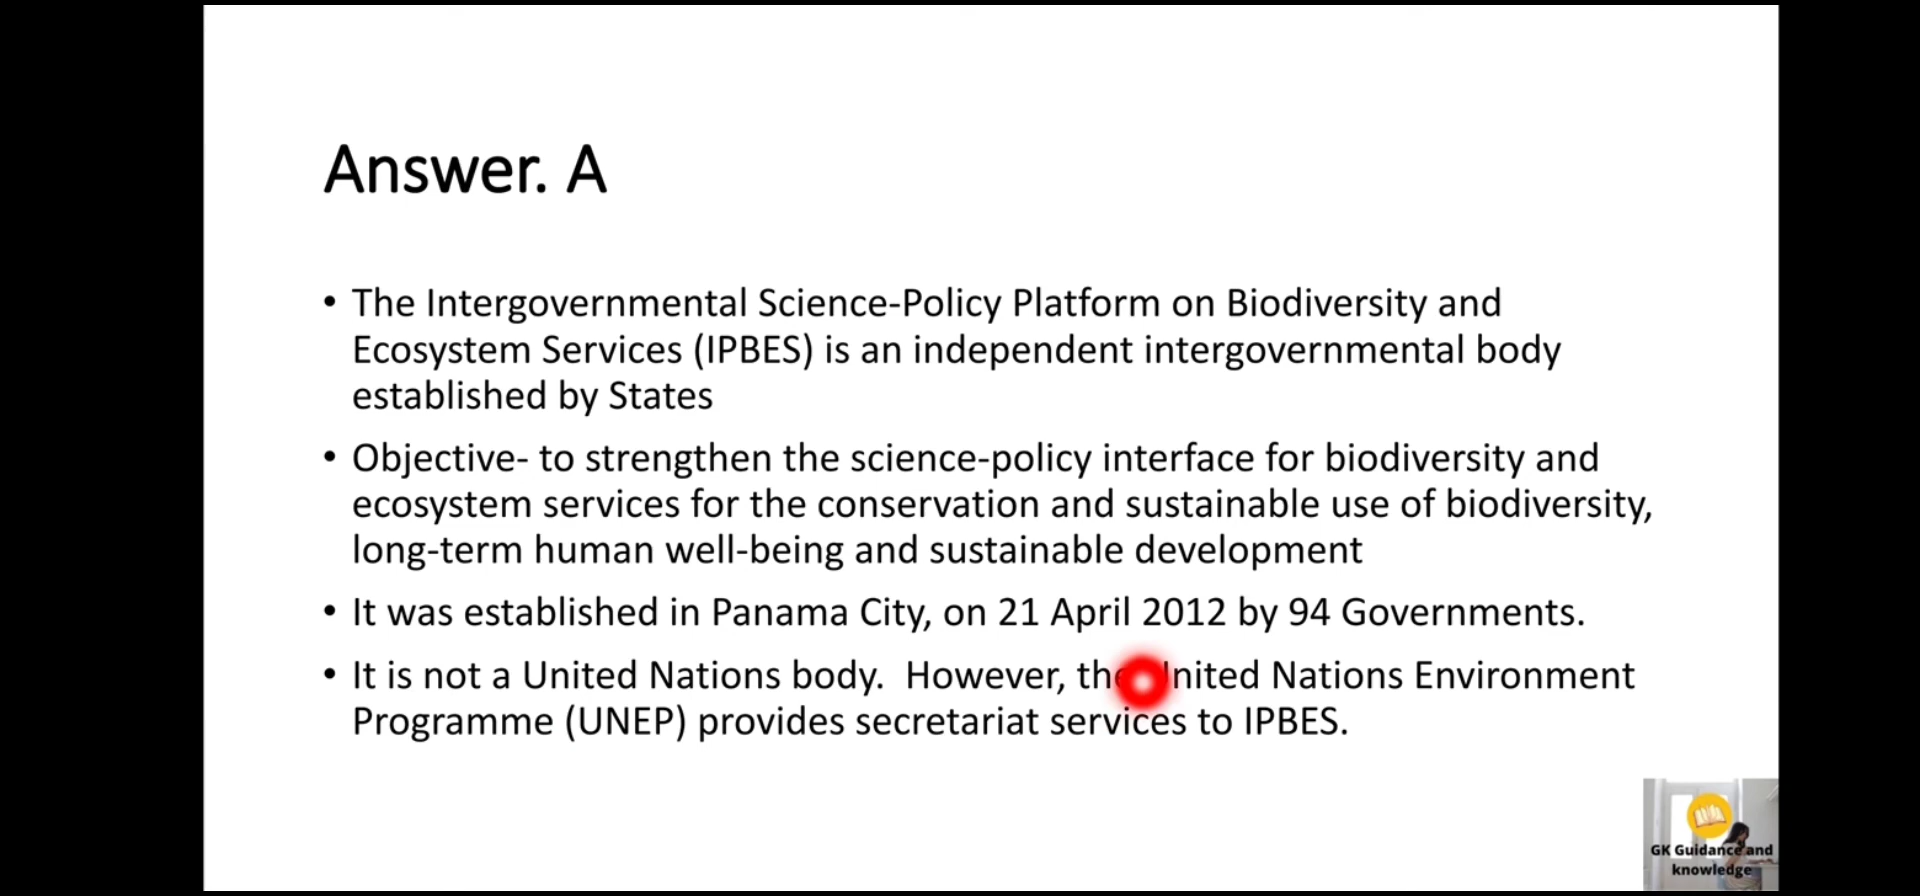 Answer. A
• The Intergovernmental Science-Policy Platform on Biodiversity and
Ecosystem Services (IPBES) is an independent intergovernmental body
established by States
• Objective- to strengthen the science-policy interface for biodiversity and
ecosystem services for the conservation and sustainable use of biodiversity,
long-term human well-being and sustainable development
• It was established in Panama City, on 21 April 2012 by 94 Governments.
• It is not a United Nations body.  However, the United Nations Environment
Programme (UNEP) provides secretariat services to IPBES.
GK Guidance and
knowledge